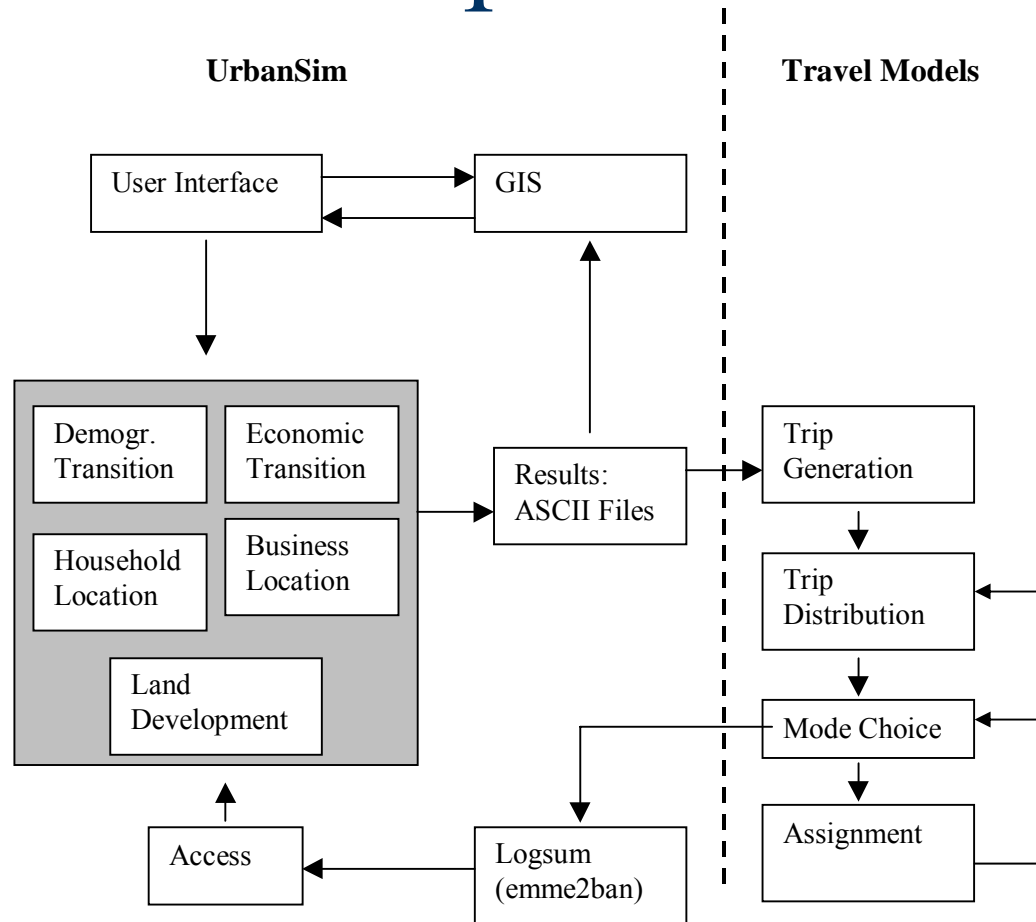 UrbanSim
Travel Models
User Interface
GIS
Demogr.
Transition
Economic
Transition
Household
Location
Business
Location
Land
Development
Results:
ASCII Files
Trip
Generation
Trip
Distribution
Mode Choice
Assignment
Access
Logsum
(emme2ban)